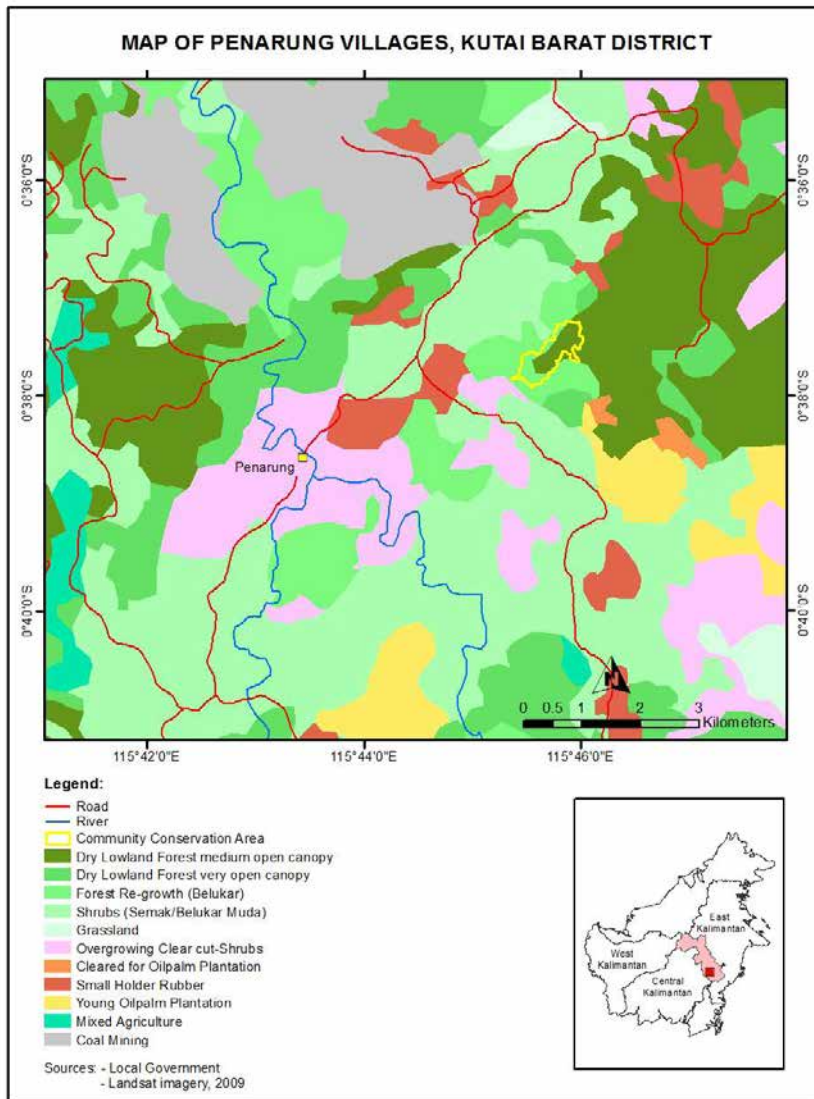 MAP OF PENARUNG VILLAGES, KUTAI BARAT DISTRICT
0°36'0"S
0°36'0"S
0°38'0"S
0°38'0"S
Penarung
0°40'0"S
0°40'0"S
N
0 0.5 1 2 3
Kilometers
115°42'0"E 115°44'0"E 115°46'0"E
Legend:
Road
River
Community Conservation Area
Dry Lowland Forest medium open canopy
Dry Lowland Forest very open canopy
Forest Re-growth (Belukar)
Shrubs (Semak/Belukar Muda)
Grassland
Overgrowing Clear cut-Shrubs
Cleared for Oilpalm Plantation
Small Holder Rubber
Young Oilpalm Plantation
Mixed Agriculture
Coal Mining
Sources: - Local Government
- Landsat imagery, 2009
East
Kalimantan
West
Kalimantan
Central
Kalimantan